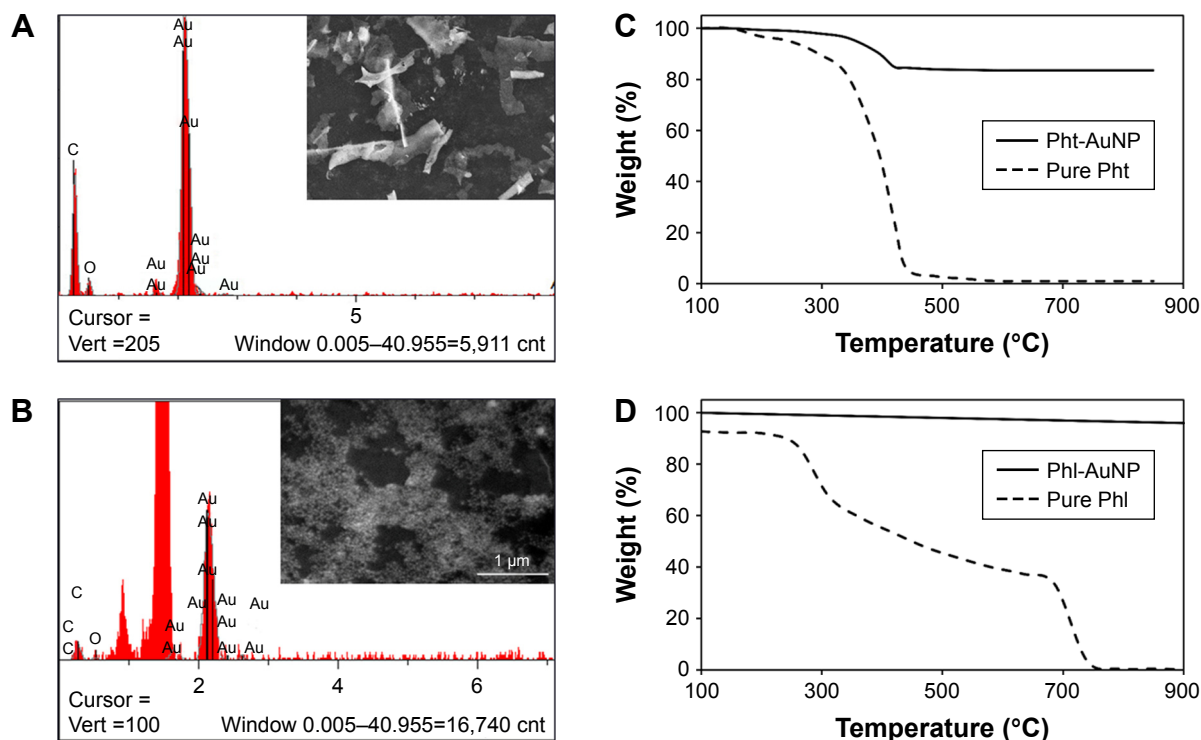 A
Au
Au
Au
C
Au
Au
Au
O
Au
Au
Au
5
Cursor =
Vert =205 Window 0.005–40.955=5,911 cnt
B
1 µm
Au
Au
Au
C
Au
Au
Au
C
Au
Au
O
C
Au
Au
Au
2 4 6
Cursor =
Vert =100 Window 0.005–40.955=16,740 cnt
C
Weight (%)
100
80
60
40
20
0
Pht-AuNP
Pure Pht
100 300 500 700 900
Temperature (°C)
D
Weight (%)
100
80
60
40
20
0
Phl-AuNP
Pure Phl
100 300 500 700 900
Temperature (°C)